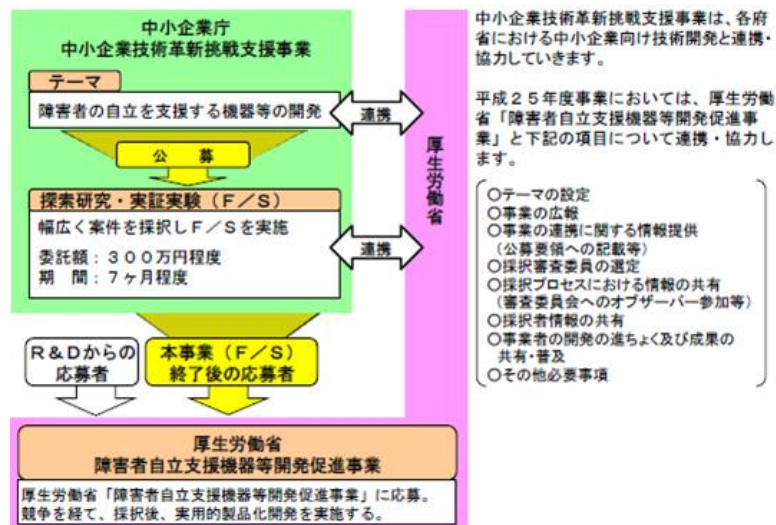 中小企業庁
中小企業技術革新挑戦支援事業
テーマ
障害者の自立を支援する機器等の開発
連携
公　募
探索研究・実証実験（Ｆ／Ｓ）
幅広く案件を採択しＦ／Ｓを実施
委託額：３００万円程度
期　間：７ヶ月程度
連携
厚生労働省
Ｒ＆Ｄからの
応募者
本事業（Ｆ／Ｓ）
終了後の応募者
厚生労働省
障害者自立支援機器等開発促進事業
厚生労働省「障害者自立支援機器等開発促進事業」に応募。
競争を経て、採択後、実用的製品化開発を実施する。
中小企業技術革新挑戦支援事業は、各府
省における中小企業向け技術開発と連携・
協力していきます。
平成２５年度事業においては、厚生労働
省「障害者自立支援機器等開発促進事
業」と下記の項目について連携・協力し
ます。
○テーマの設定
○事業の広報
○事業の連携に関する情報提供
（公募要領への記載等）
○採択審査委員の選定
○採択プロセスにおける情報の共有
（審査委員会へのオブザーバー参加等）
○採択者情報の共有
○事業者の開発の進ちょく及び成果の
共有・普及
○その他必要事項